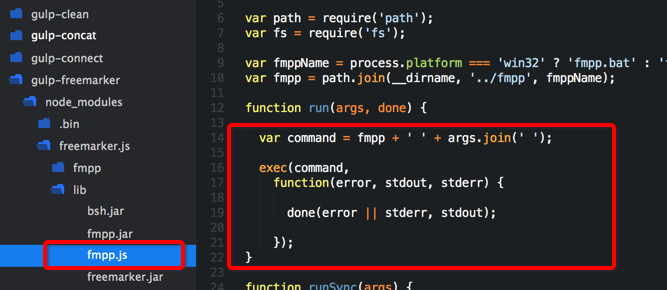 gulp-clean
gulp-concat
gulp-connect
gulp-freemarker
node_modules
.bin
freemarker.js
fmpp
lib
bsh.jar
fmpp.jar
fmpp.js
freemarker.jar
5
6 var path = require('path');
7 var fs = require('fs');
8
9 var fmppName = process.platform === 'win32' ? 'fmpp.bat' :
10 var fmpp = path.join(__dirname, '../fmpp', fmppName);
11
12 function run(args, done) {
13
14 var command = fmpp + ' ' + args.join(' ');
15
16 exec(command,
17 function(error, stdout, stderr) {
18
19 done(error || stderr, stdout);
20
21 });
22 }
23
24 function runSync(args) {